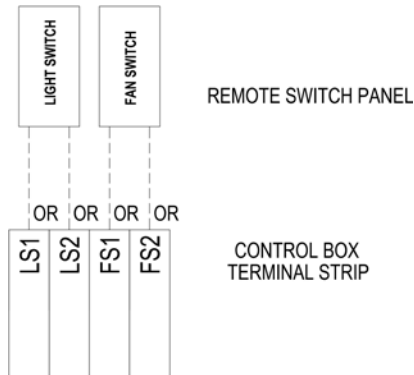 LIGHT SWITCH
FAN SWITCH
REMOTE SWITCH PANEL
OR OR OR OR
LS1
LS2
FS1
FS2
CONTROL BOX
TERMINAL STRIP